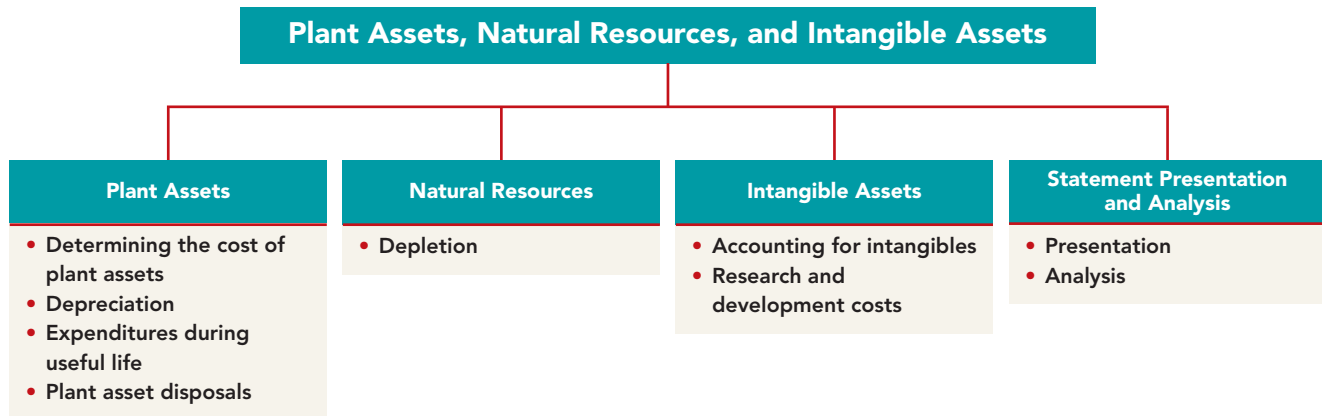 Plant Assets, Natural Resources, and Intangible Assets
Plant Assets
• Determining the cost of
plant assets
• Depreciation
• Expenditures during
useful life
• Plant asset disposals
Natural Resources
• Depletion
Intangible Assets
• Accounting for intangibles
• Research and
development costs
Statement Presentation
and Analysis
• Presentation
• Analysis